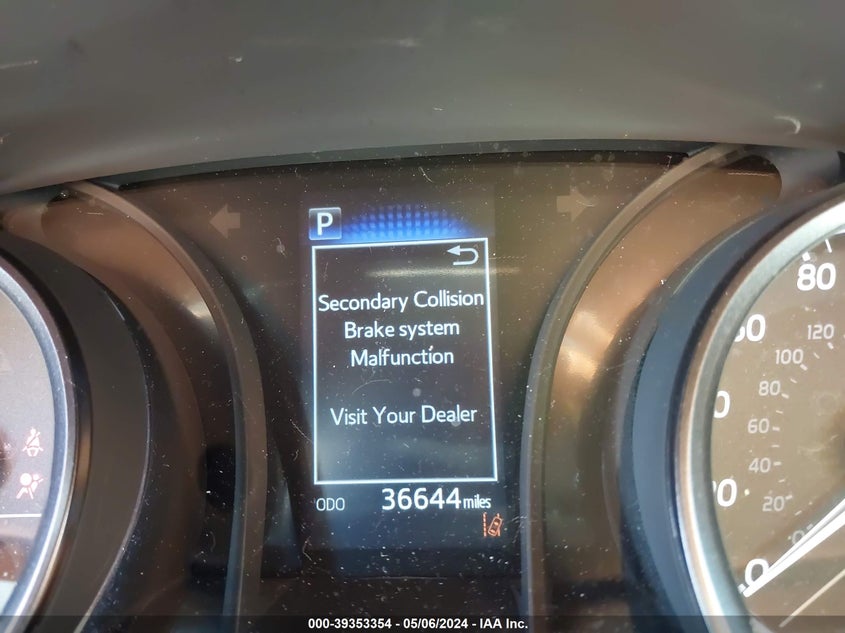 P
Secondary Collision
Brake system
Malfunction
Visit Your Dealer
ODO 36644 miles
80
120
100
80
60
40
20
0
000-39353354 - 05/06/2024 - IAA Inc.